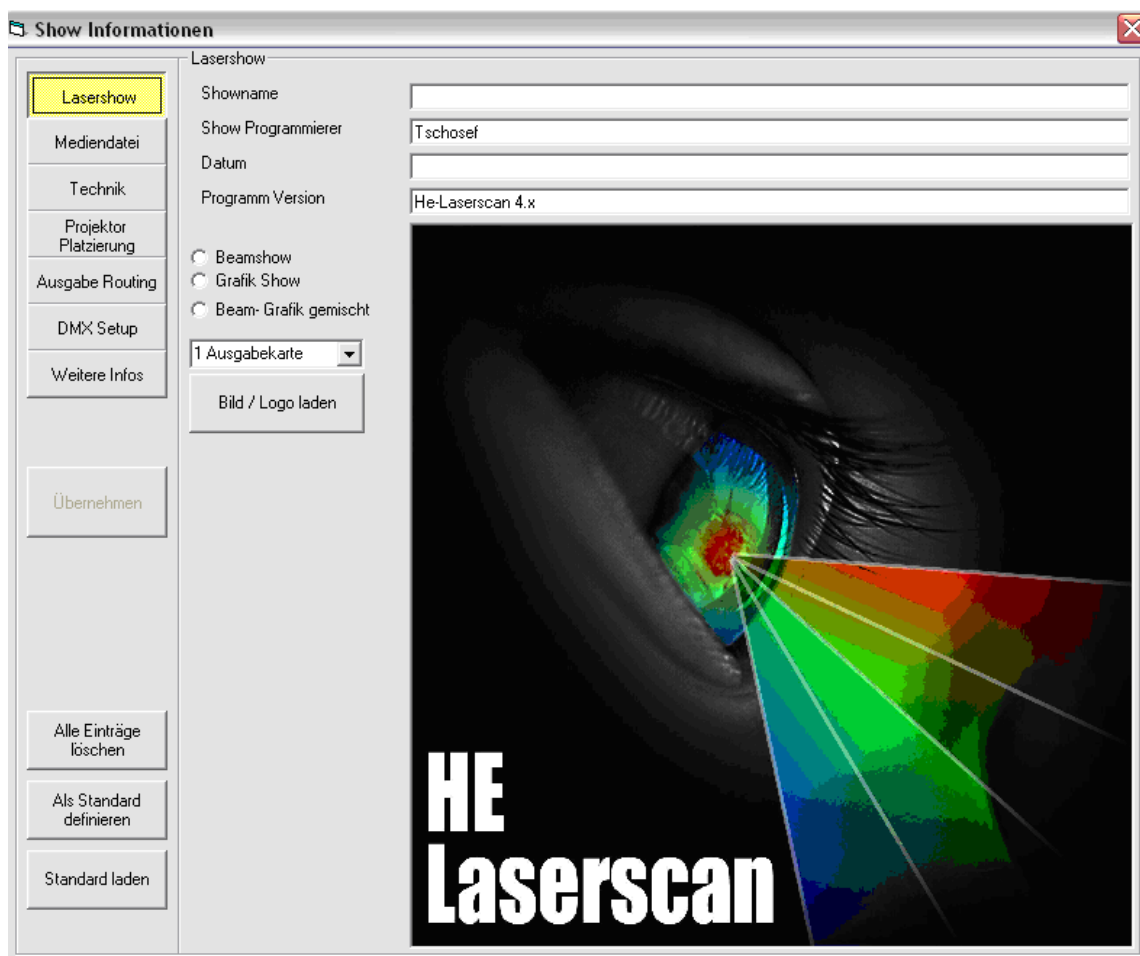 Show Informationen
Lasershow
Lasershow
Mediendatei
Technik
Projektor
Platzierung
Ausgabe Routing
DMX Setup
Weitere Infos
Übernehmen
Alle Einträge
löschen
Als Standard
definieren
Standard laden
Showname
Show Programmierer
Tschosef
Datum
Programm Version
He-Laserscan 4.x
Beamshow
Grafik Show
Beam- Grafik gemischt
1 Ausgabekarte
Bild / Logo laden
HE
Laserscan